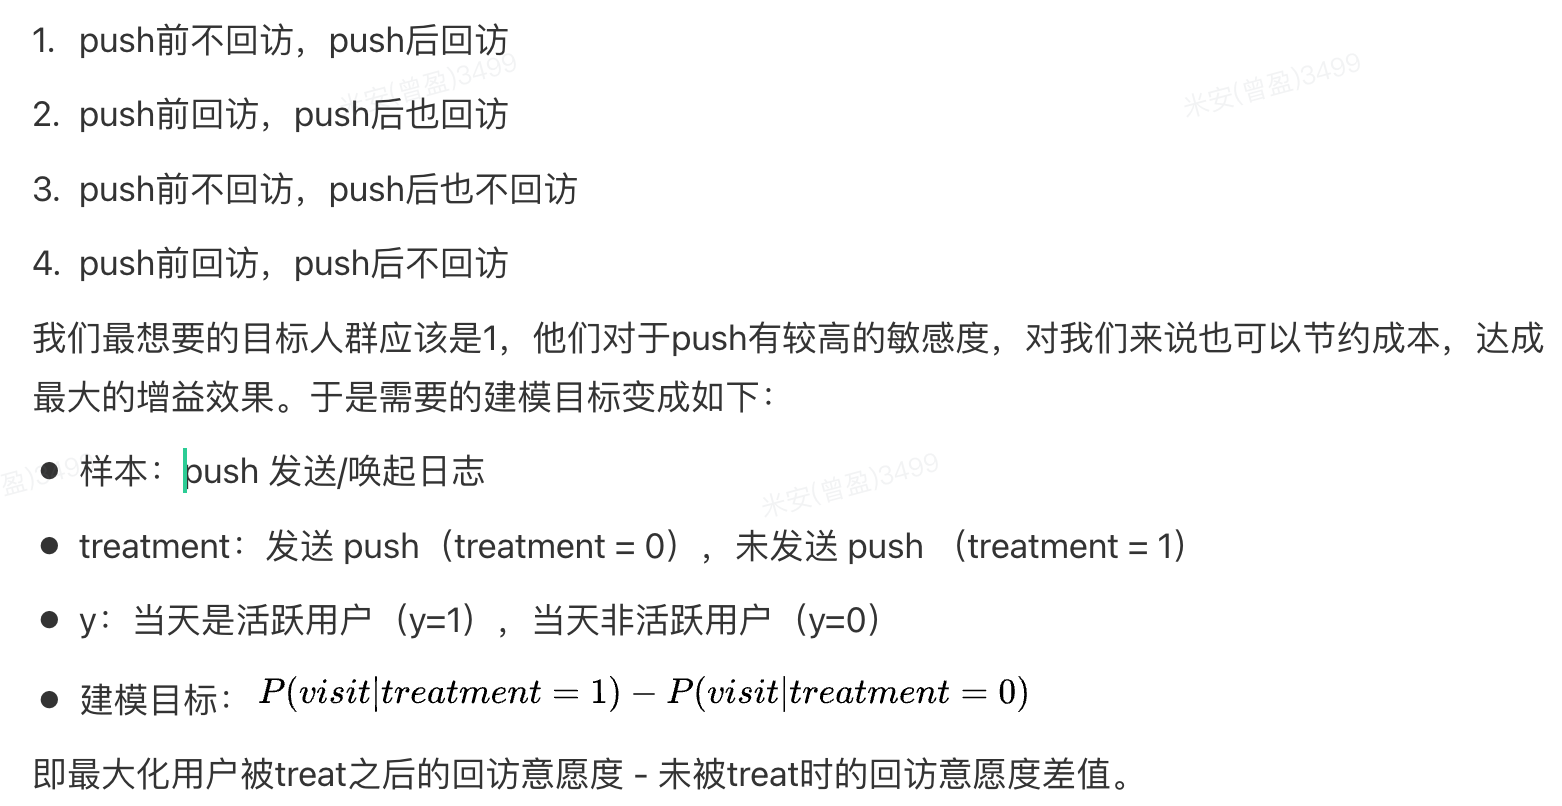 1. push前不回访，push后回访
米安(曾盈)3499
米安(曾盈)3499
2. push前回访，push后也回访
3. push前不回访，push后也不回访
4. push前回访，push后不回访
我们最想要的目标人群应该是1，他们对于push有较高的敏感度，对我们来说也可以节约成本，达成
最大的增益效果。于是需要的建模目标变成如下：
● 样本：push 发送/唤起日志
盈)3499
米安(曾盈)3499
● treatment：发送 push（treatment = 0），未发送 push （treatment = 1）
● y：当天是活跃用户（y=1），当天非活跃用户（y=0）
● 建模目标： P(visit|treatment = 1) − P(visit|treatment = 0)
即最大化用户被treat之后的回访意愿度 - 未被treat时的回访意愿度差值。